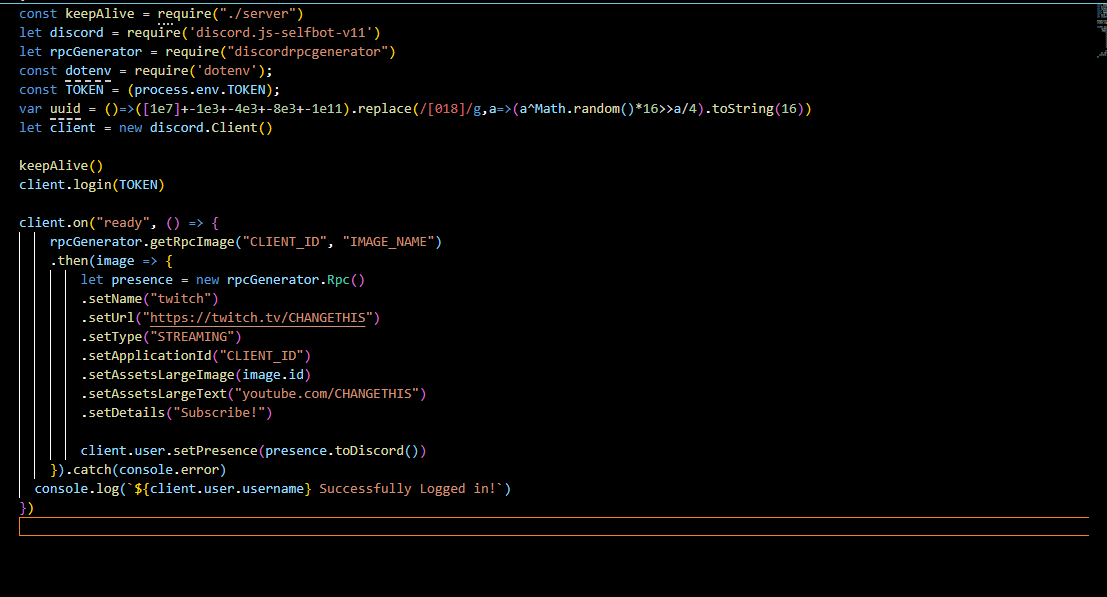 const keepAlive = require("./server")
let discord = require('discord.js-selfbot-v11')
let rpcGenerator = require("discordrpcgenerator")
const dotenv = require('dotenv');
const TOKEN = (process.env.TOKEN);
var uuid = ()=>([1e7]+-1e3+-4e3+-8e3+-1e11).replace(/[018]/g,a=>(a^Math.random()*16>>a/4).toString(16))
let client = new discord.Client()
keepAlive()
client.login(TOKEN)
client.on("ready", () => {
rpcGenerator.getRpcImage("CLIENT_ID", "IMAGE_NAME")
.then(image => {
let presence = new rpcGenerator.Rpc()
.setName("twitch")
.setUrl("https://twitch.tv/CHANGETHIS")
.setType("STREAMING")
.setApplicationId("CLIENT_ID")
.setAssetsLargeImage(image.id)
.setAssetsLargeText("youtube.com/CHANGETHIS")
.setDetails("Subscribe!")
client.user.setPresence(presence.toDiscord())
}).catch(console.error)
console.log(`${client.user.username} Successfully Logged in!`)
})